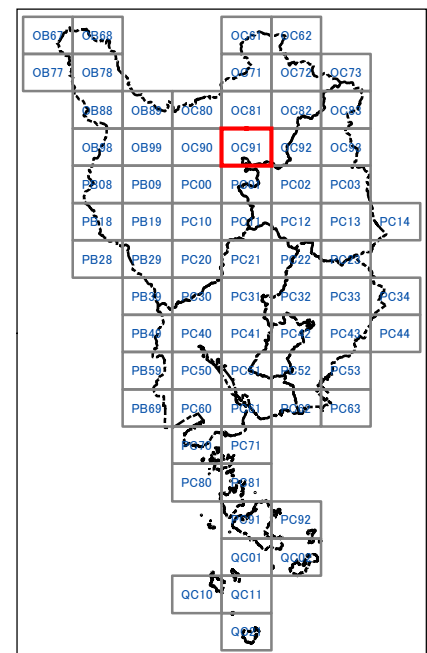 OB67 OB68 OC61 OC62
OB77 OB78 OC71 OC72 OC73
OB88 OB89 OC80 OC81 OC82 OC83
OB98 OB99 OC90 OC91 OC92 OC93
PB08 PB09 PC00 PC01 PC02 PC03
PB18 PB19 PC10 PC11 PC12 PC13 PC14
PB28 PB29 PC20 PC21 PC22 PC23
PB39 PC30 PC31 PC32 PC33 PC34
PB49 PC40 PC41 PC42 PC43 PC44
PB59 PC50 PC51 PC52 PC53
PB69 PC60 PC61 PC62 PC63
PC70 PC71
PC80 PC81
PC91 PC92
QC01 QC02
QC10 QC11
QC21